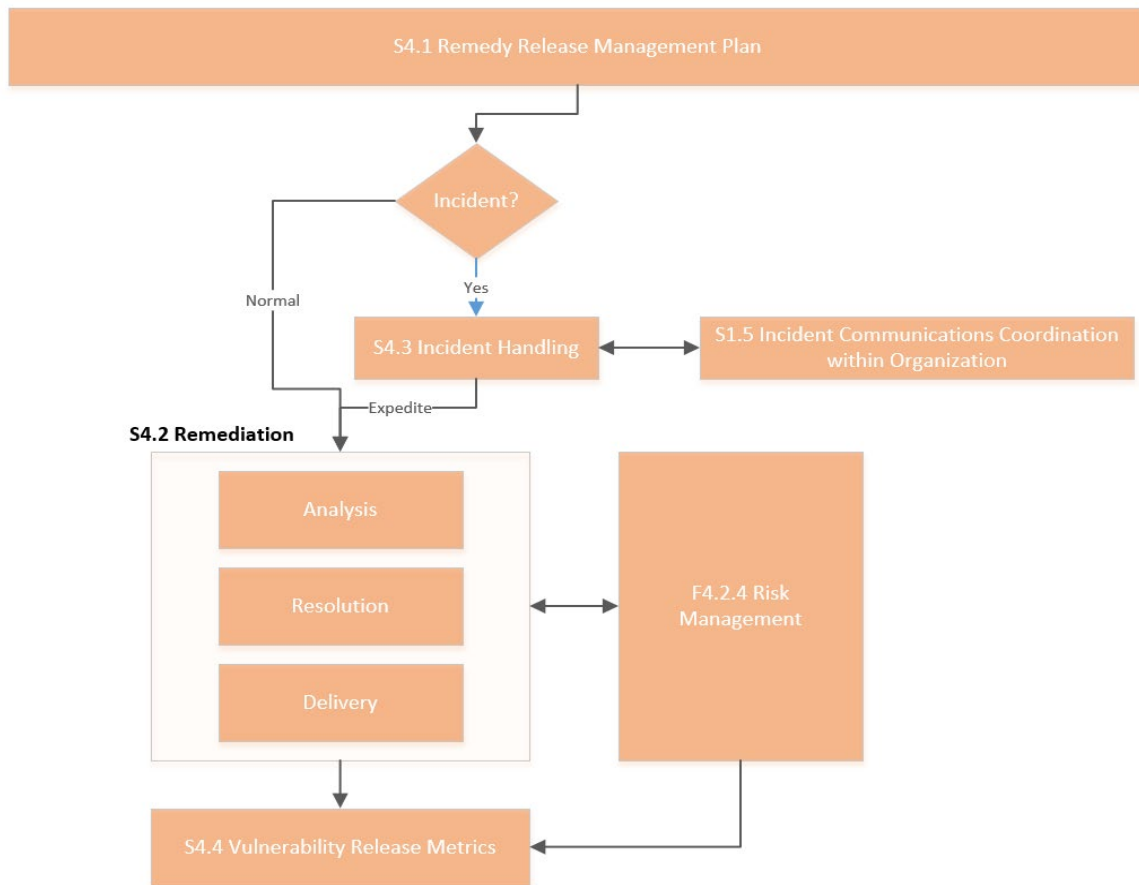 S4.1 Remedy Release Management Plan
Incident?
Yes
Normal
S4.3 Incident Handling
S1.5 Incident Communications Coordination
within Organization
Expedite
S4.2 Remediation
Analysis
Resolution
Delivery
F4.2.4 Risk
Management
S4.4 Vulnerability Release Metrics